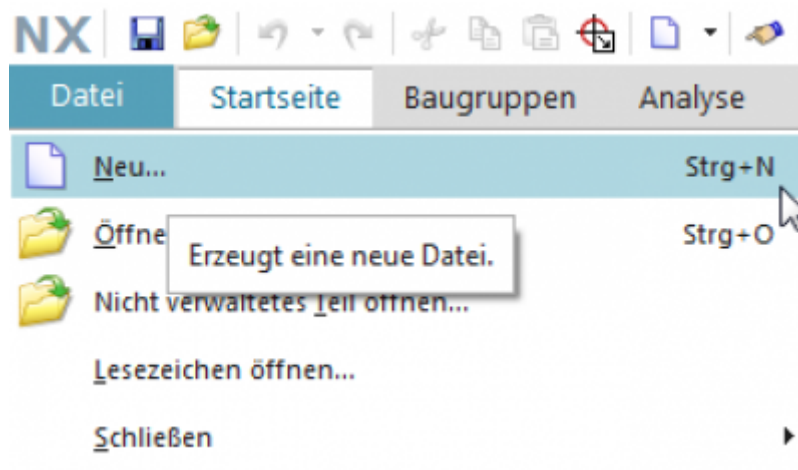 NX
Datei Startseite Baugruppen Analyse
Neu... Strg+N
Öffne Strg+O
Erzeugt eine neue Datei.
Nicht verwaltetes Teil öffnen...
Lesezeichen öffnen...
Schließen